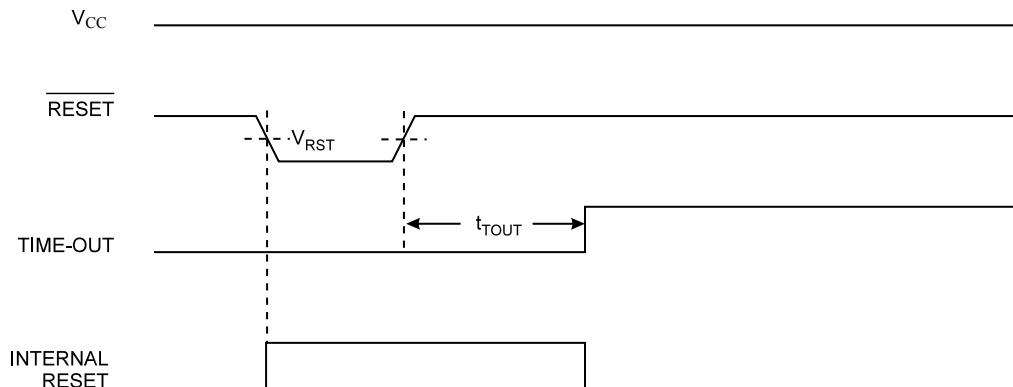 VCC
RESET
VRST
tTOUT
TIME-OUT
INTERNAL
RESET